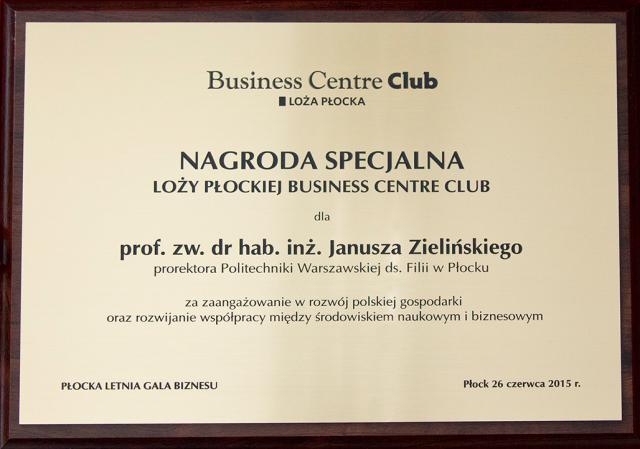 Business Centre Club
LOŻA PŁOCKA
NAGRODA SPECJALNA
LOŻY PŁOCKIEJ BUSINESS CENTRE CLUB
dla
prof. zw. dr hab. inż. Janusza Zielińskiego
prorektora Politechniki Warszawskiej ds. Filii w Płocku
za zaangażowanie w rozwój polskiej gospodarki
oraz rozwijanie współpracy między środowiskiem naukowym i biznesowym
PŁOCKA LETNIA GALA BIZNESU
Płock 26 czerwca 2015 r.